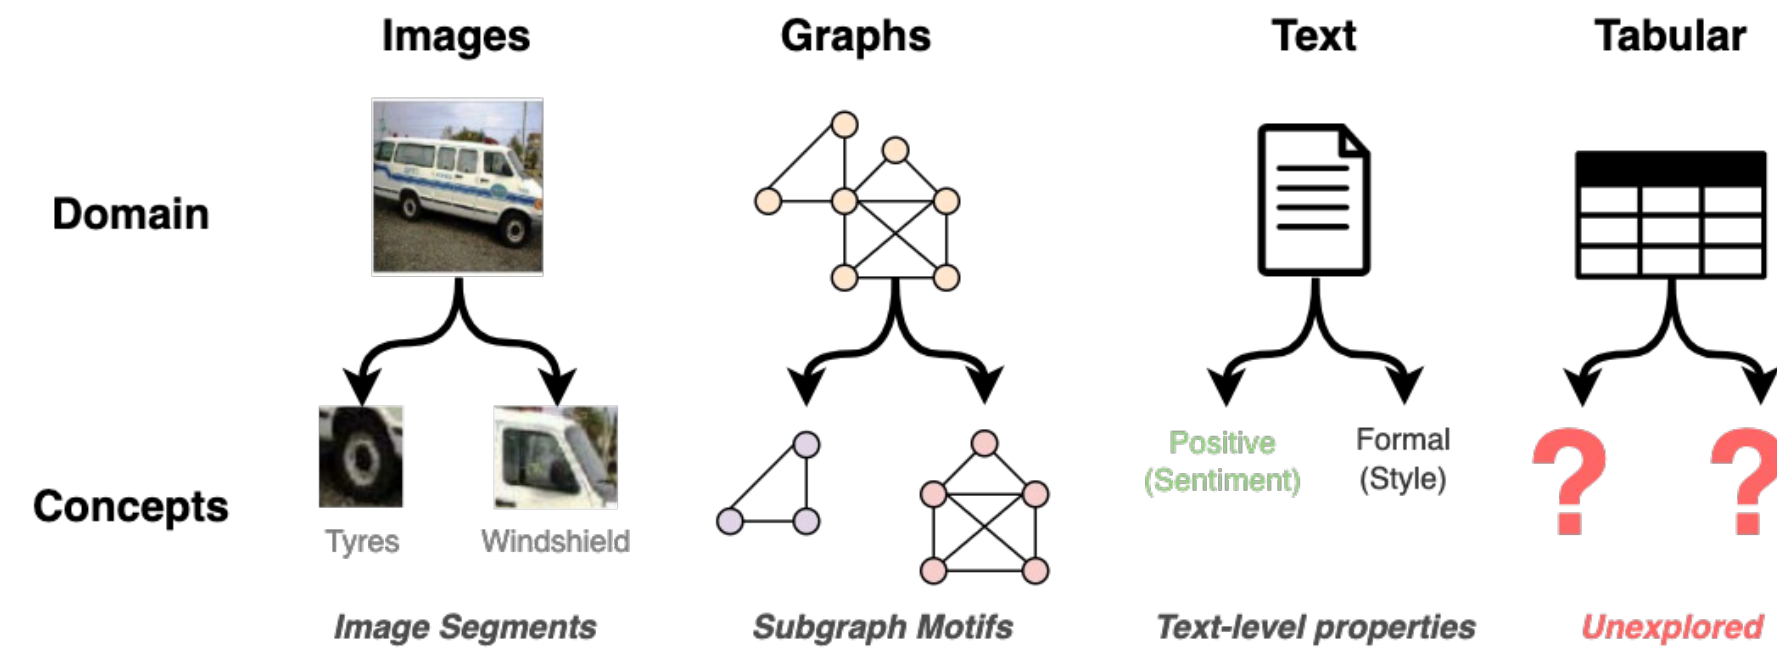 Images
Graphs
Text
Tabular
Domain
Concepts
Tyres
Windshield
Positive
(Sentiment)
Formal
(Style)
? ?
Image Segments
Subgraph Motifs
Text-level properties
Unexplored